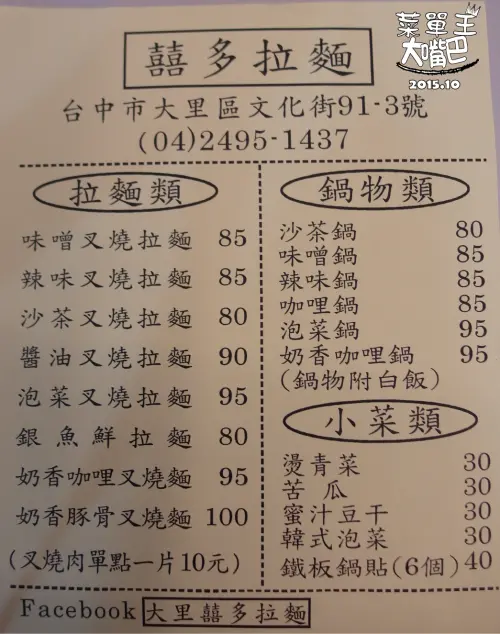 菜單王
大嘴巴
2015.10
囍多拉麵
台中市大里區文化街91-3號
(04)2495-1437
拉麵類
味噌叉燒拉麵 85
辣味叉燒拉麵 85
沙茶叉燒拉麵 80
醬油叉燒拉麵 90
泡菜叉燒拉麵 95
銀魚鮮拉麵 80
奶香咖哩叉燒麵 95
奶香豚骨叉燒麵 100
(叉燒肉單點一片10元)
鍋物類
沙茶鍋 80
味噌鍋 85
辣味鍋 85
咖哩鍋 85
泡菜鍋 95
奶香咖哩鍋 95
(鍋物附白飯)
小菜類
燙青菜 30
苦瓜 30
蜜汁豆干 30
韓式泡菜 30
鐵板鍋貼(6個) 40
Facebook 大里囍多拉麵